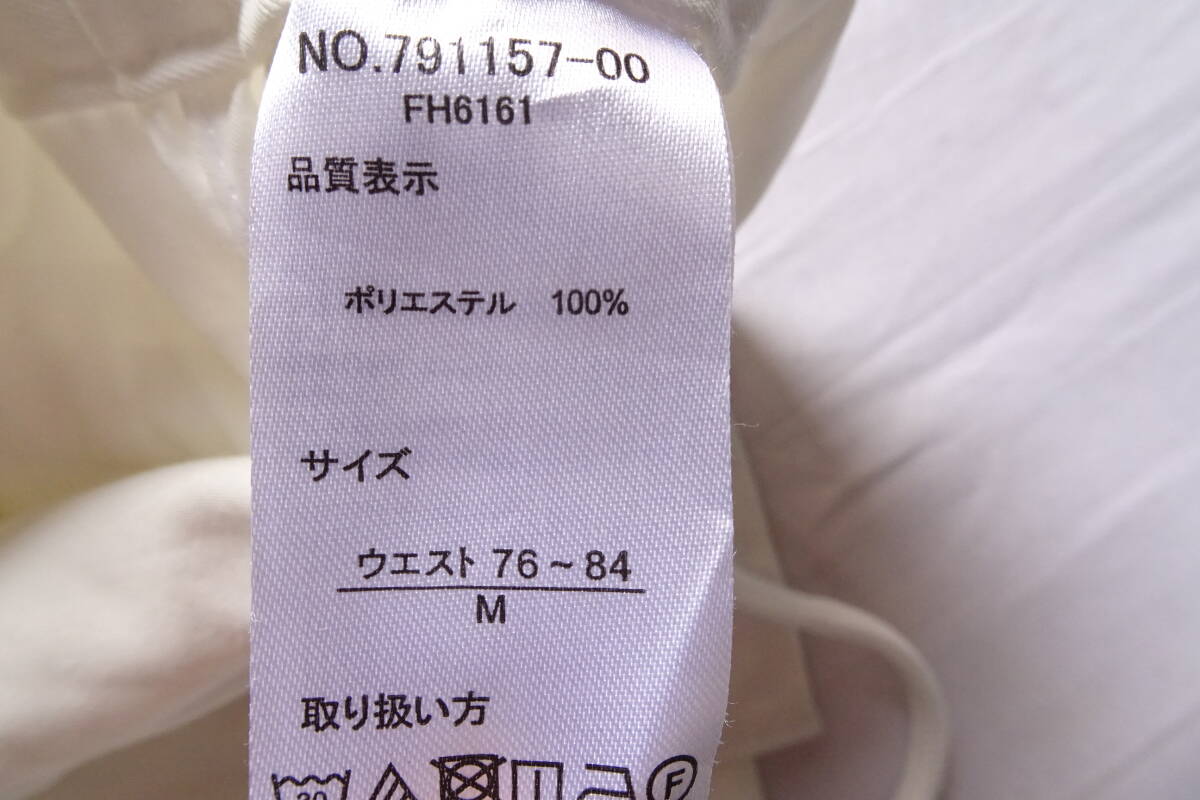 NO.791157-00
FH6161
品質表示
ポリエステル 100%
サイズ
ウエスト 76～84
M
取り扱い方
F